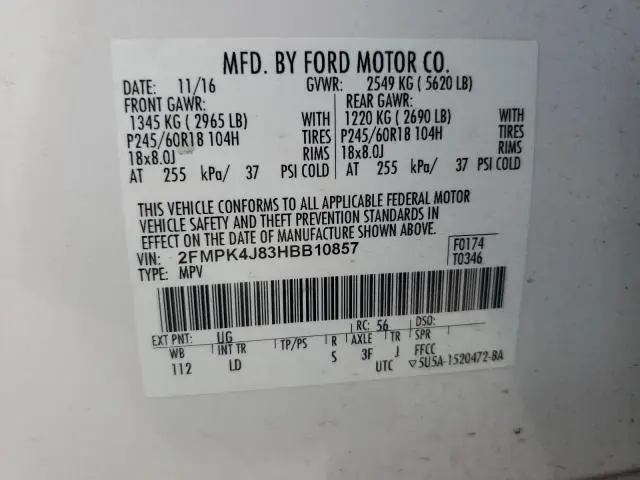 MFD. BY FORD MOTOR CO.
DATE: 11/16 GVWR: 2549 KG ( 5620 LB)
FRONT GAWR: REAR GAWR:
1345 KG ( 2965 LB) WITH 1220 KG ( 2690 LB) WITH
P245/60R18 104H TIRES P245/60R18 104H TIRES
18x8.0J RIMS 18x8.0J RIMS
AT 255 kPa/ 37 PSI COLD AT 255 kPa/ 37 PSI COLD
THIS VEHICLE CONFORMS TO ALL APPLICABLE FEDERAL MOTOR
VEHICLE SAFETY AND THEFT PREVENTION STANDARDS IN
EFFECT ON THE DATE OF MANUFACTURE SHOWN ABOVE.
VIN: 2FMPK4J83HBB10857 F0174
TYPE: MPV T0346
EXT PNT: UG RC: 56 DSO:
WB INT TR TP/PS R AXLE TR SPR
112 LD S 3F J FFCC
UTC ▽5U5A-1520472-BA